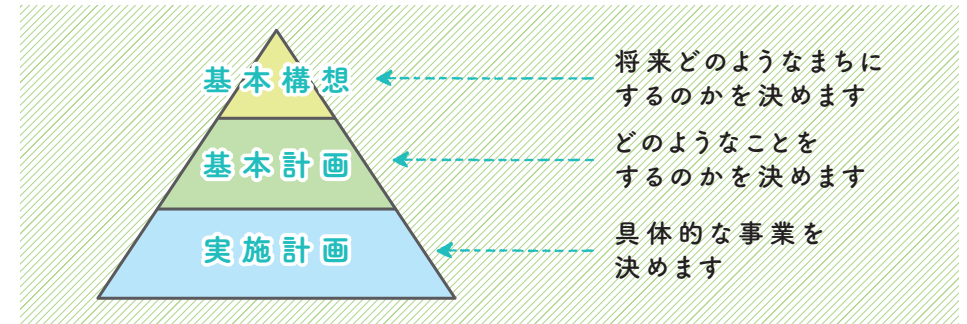 基本構想
将来どのようなまちに
するのかを決めます
基本計画
どのようなことを
するのかを決めます
実施計画
具体的な事業を
決めます